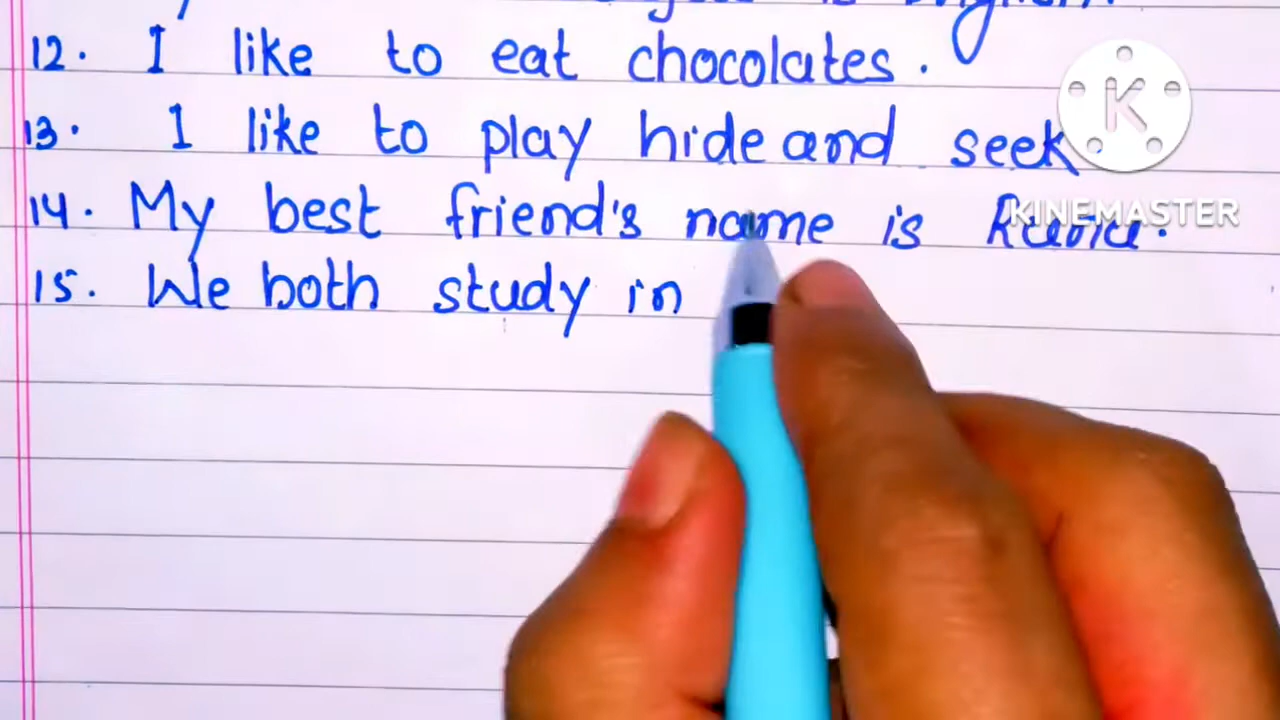 12. I like to eat chocolates.
13. I like to play hide and seek.
14. My best friend's name is
15. We both study in
K
KINEMASTER